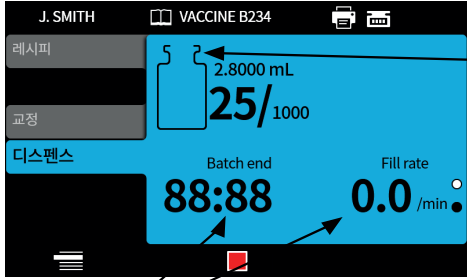 J. SMITH
VACCINE B234
레시피
2.8000 mL
25/1000
교정
디스펜스
Batch end
Fill rate
88:88
0.0 /min